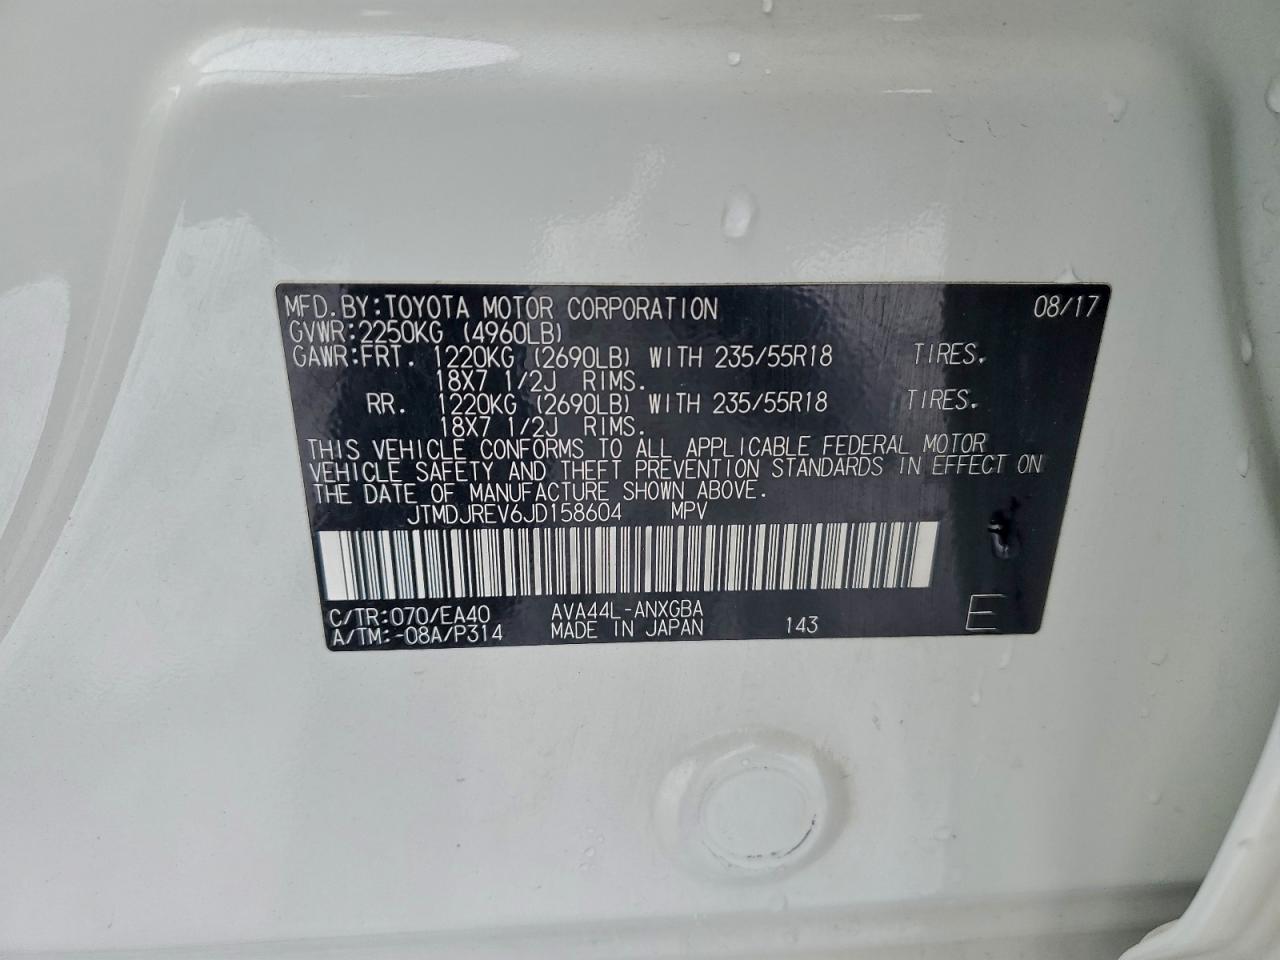 MFD.BY:TOYOTA MOTOR CORPORATION 08/17
GVWR:2250KG (4960LB)
GAWR:FRT. 1220KG (2690LB) WITH 235/55R18 TIRES.
18X7 1/2J RIMS.
RR. 1220KG (2690LB) WITH 235/55R18 TIRES.
18X7 1/2J RIMS.
THIS VEHICLE CONFORMS TO ALL APPLICABLE FEDERAL MOTOR
VEHICLE SAFETY AND THEFT PREVENTION STANDARDS IN EFFECT ON
THE DATE OF MANUFACTURE SHOWN ABOVE.
JTMDJREV6JD158604 MPV
C/TR:070/EA40 AVA44L-ANXGBA
A/TM:-08A/P314 MADE IN JAPAN 143 E